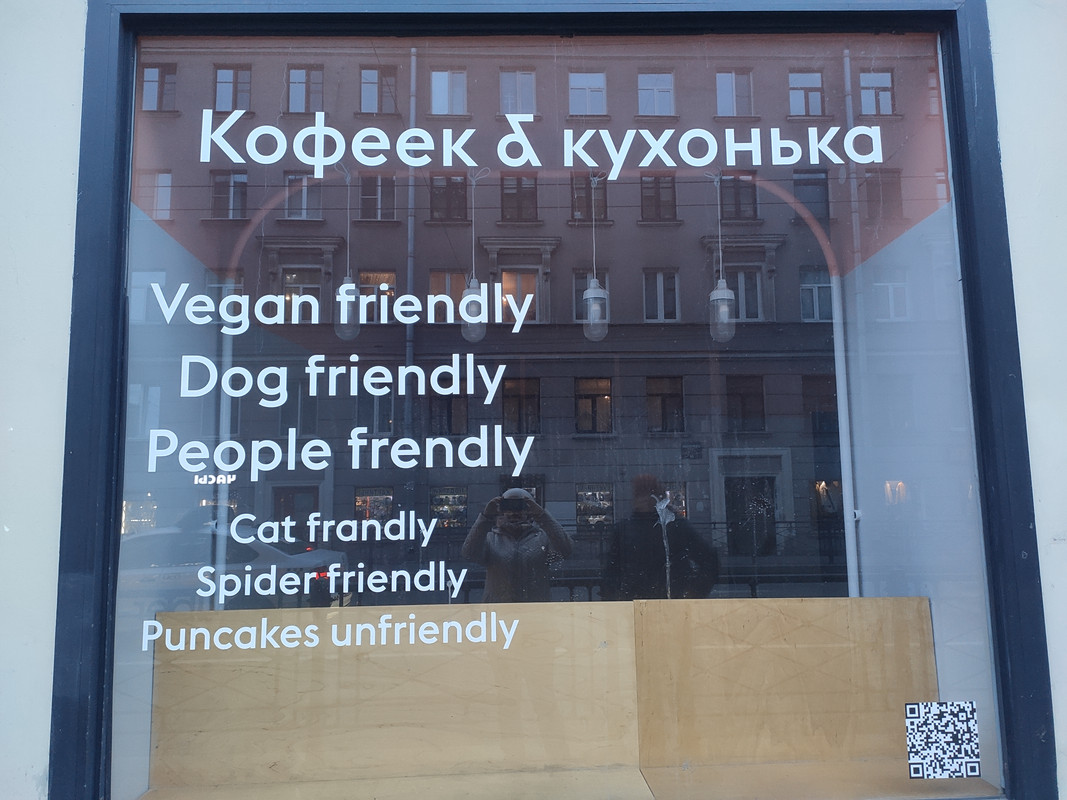 Кофеек & кухонька
Vegan friendly
Dog friendly
People frendly
Cat frandly
Spider friendly
Puncakes unfriendly